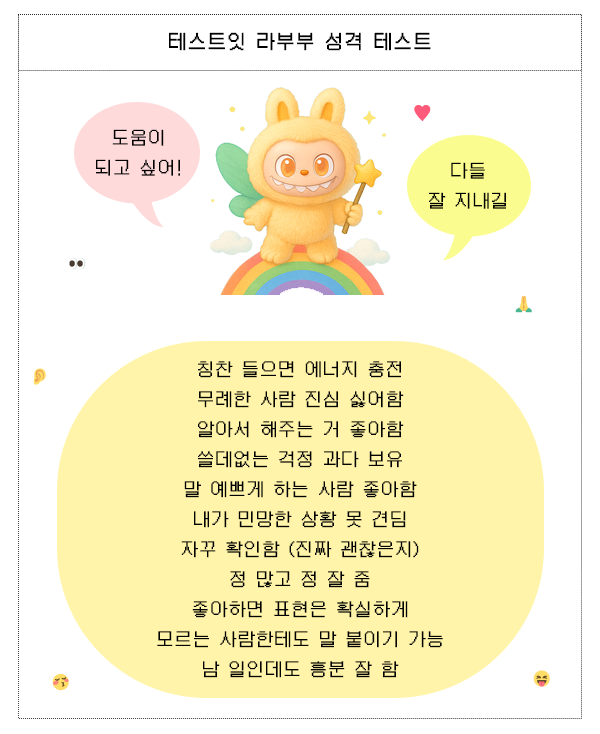 테스트잇 라부부 성격 테스트
도움이
되고 싶어!
다들
잘 지내길
칭찬 들으면 에너지 충전
무례한 사람 진심 싫어함
알아서 해주는 거 좋아함
쓸데없는 걱정 과다 보유
말 예쁘게 하는 사람 좋아함
내가 민망한 상황 못 견딤
자꾸 확인함 (진짜 괜찮은지)
정 많고 정 잘 줌
좋아하면 표현은 확실하게
모르는 사람한테도 말 붙이기 가능
남 일인데도 흥분 잘 함